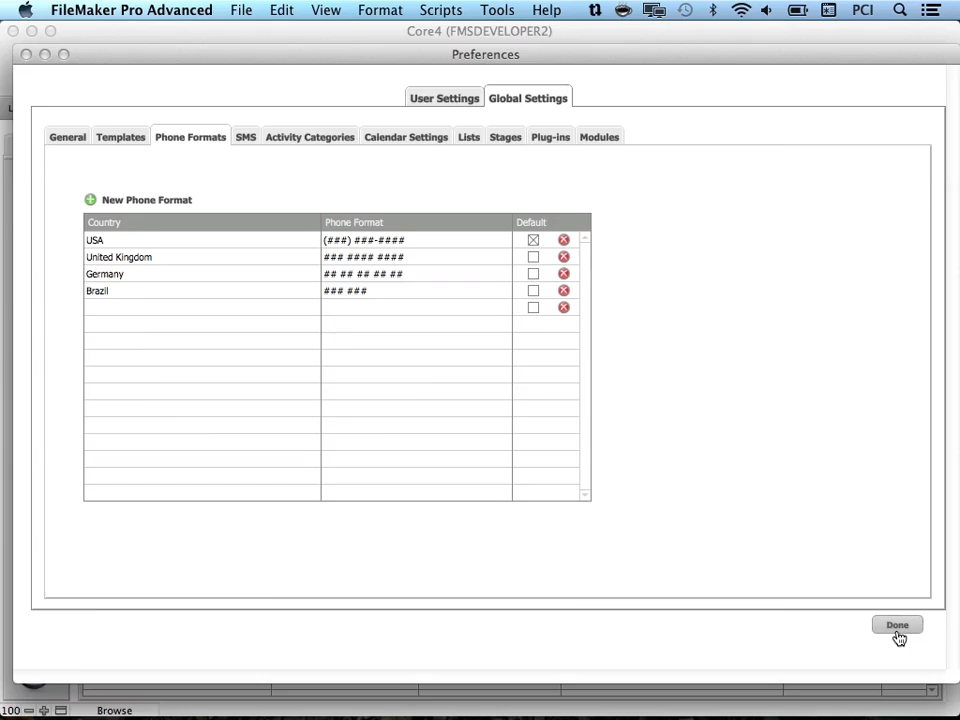 FileMaker Pro Advanced File Edit View Format Scripts Tools Help PCI
Core4 (FMSDEVELOPER2)
Preferences
User Settings Global Settings
General Templates Phone Formats SMS Activity Categories Calendar Settings Lists Stages Plug-ins Modules
New Phone Format
Country Phone Format Default
USA (###) ###-####
United Kingdom ### #### ####
Germany ## ## ## ## ##
Brazil ### ###
Done
100 Browse